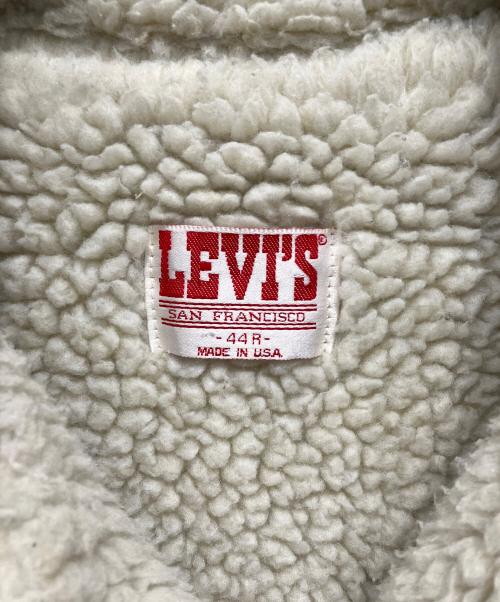 LEVI'S®
SAN FRANCISCO
-44R-
MADE IN U.S.A.